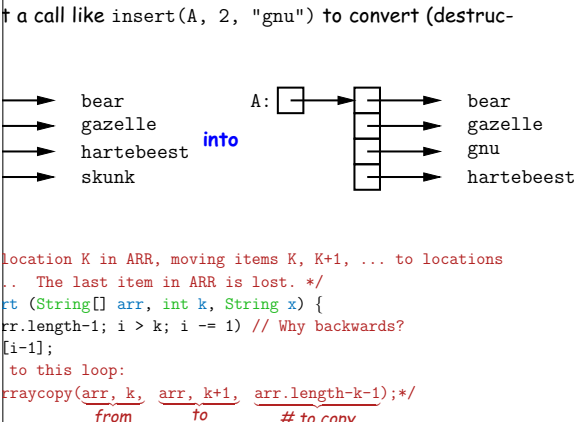 t a call like insert(A, 2, "gnu") to convert (destruc-
bear A: bear
gazelle into gazelle
hartebeest gnu
skunk hartebeest
location K in ARR, moving items K, K+1, ... to locations
.. The last item in ARR is lost. */
rt (String[] arr, int k, String x) {
rr.length-1; i > k; i -= 1) // Why backwards?
[i-1];
to this loop:
rraycopy(arr, k, arr, k+1, arr.length-k-1);*/
from to # to copy